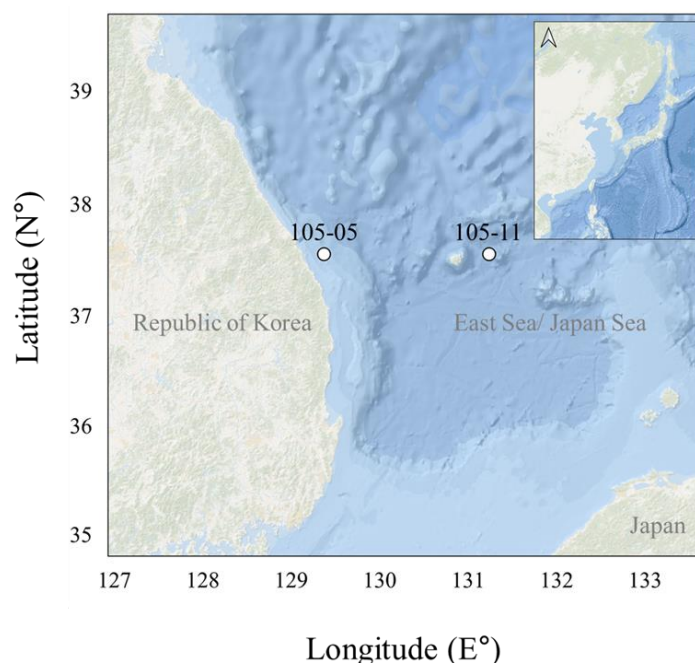 39
38
37
36
35
Latitude (N°)
105-05
105-11
Republic of Korea
East Sea/ Japan Sea
Japan
127
128
129
130
131
132
133
Longitude (E°)